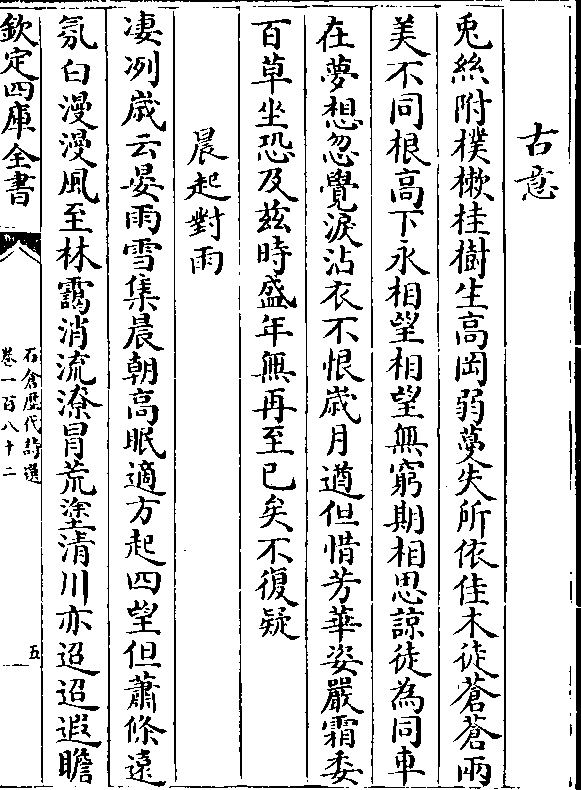 古意
兎絲附樸樕桂樹生高岡弱蔓失所依佳木徒蒼蒼兩
美不同根高下永相望相望無窮期相思諒徒為同車
在夢想忽覺淚沾衣不恨歳月遒但惜芳華姿嚴霜委
百草坐恐及兹時盛年無再至已矣不復疑
晨起對雨
凄冽歳云晏雨雪集晨朝高眠適方起四望但蕭條遠
氛白漫漫風至林靄消流潦冐荒塗清川亦迢迢遐瞻
欽定四庫全書
石倉歷代詩選
卷一百八十二
五